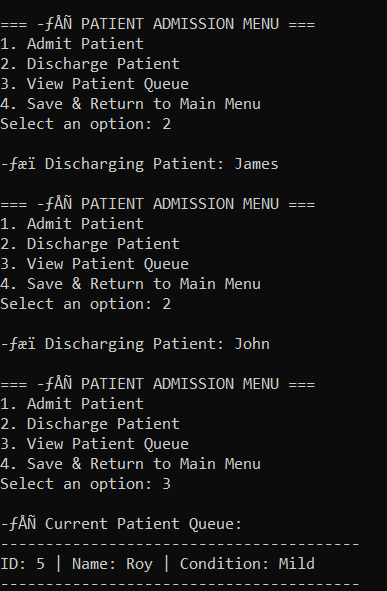 === -ƒÅÑ PATIENT ADMISSION MENU ===
1. Admit Patient
2. Discharge Patient
3. View Patient Queue
4. Save & Return to Main Menu
Select an option: 2
-ƒæï Discharging Patient: James
=== -ƒÅÑ PATIENT ADMISSION MENU ===
1. Admit Patient
2. Discharge Patient
3. View Patient Queue
4. Save & Return to Main Menu
Select an option: 2
-ƒæï Discharging Patient: John
=== -ƒÅÑ PATIENT ADMISSION MENU ===
1. Admit Patient
2. Discharge Patient
3. View Patient Queue
4. Save & Return to Main Menu
Select an option: 3
-ƒÅÑ Current Patient Queue:
----------------------------------------
ID: 5 | Name: Roy | Condition: Mild
----------------------------------------